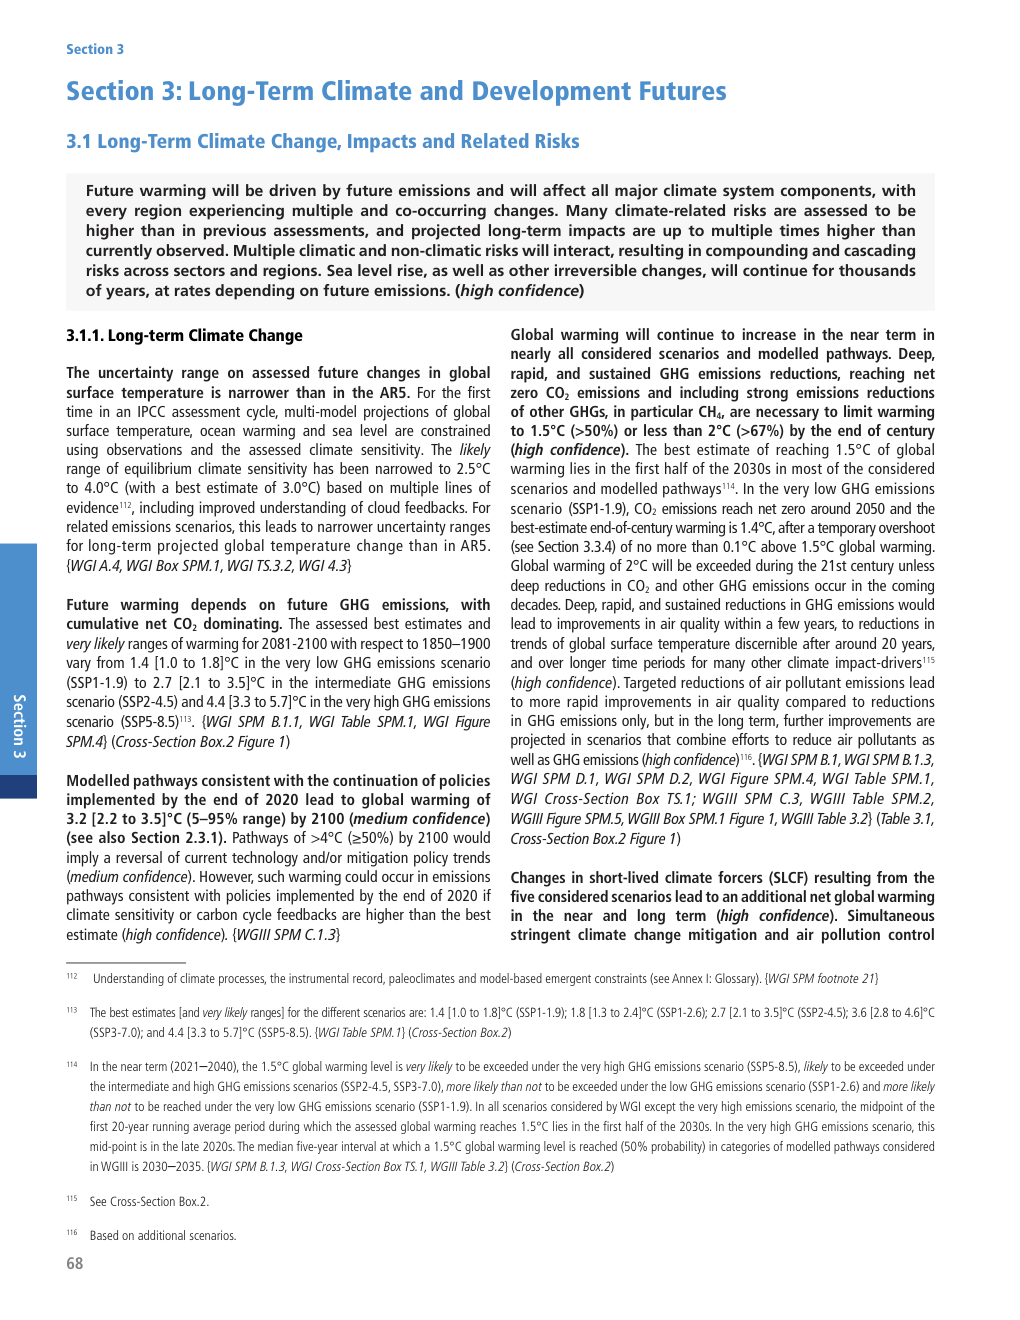 Section 3
Section 3: Long-Term Climate and Development Futures
3.1 Long-Term Climate Change, Impacts and Related Risks
Future warming will be driven by future emissions and will affect all major climate system components, with
every region experiencing multiple and co-occurring changes. Many climate-related risks are assessed to be
higher than in previous assessments, and projected long-term impacts are up to multiple times higher than
currently observed. Multiple climatic and non-climatic risks will interact, resulting in compounding and cascading
risks across sectors and regions. Sea level rise, as well as other irreversible changes, will continue for thousands
of years, at rates depending on future emissions. (high confidence)
3.1.1. Long-term Climate Change
The uncertainty range on assessed future changes in global
surface temperature is narrower than in the AR5. For the first
time in an IPCC assessment cycle, multi-model projections of global
surface temperature, ocean warming and sea level are constrained
using observations and the assessed climate sensitivity. The likely
range of equilibrium climate sensitivity has been narrowed to 2.5°C
to 4.0°C (with a best estimate of 3.0°C) based on multiple lines of
evidence¹¹², including improved understanding of cloud feedbacks. For
related emissions scenarios, this leads to narrower uncertainty ranges
for long-term projected global temperature change than in AR5.
{WGI A.4, WGI Box SPM.1, WGI TS.3.2, WGI 4.3}
Future warming depends on future GHG emissions, with
cumulative net CO₂ dominating. The assessed best estimates and
very likely ranges of warming for 2081-2100 with respect to 1850–1900
vary from 1.4 [1.0 to 1.8]°C in the very low GHG emissions scenario
(SSP1-1.9) to 2.7 [2.1 to 3.5]°C in the intermediate GHG emissions
scenario (SSP2-4.5) and 4.4 [3.3 to 5.7]°C in the very high GHG emissions
scenario (SSP5-8.5)¹¹³. {WGI SPM B.1.1, WGI Table SPM.1, WGI Figure
SPM.4} (Cross-Section Box.2 Figure 1)
Modelled pathways consistent with the continuation of policies
implemented by the end of 2020 lead to global warming of
3.2 [2.2 to 3.5]°C (5–95% range) by 2100 (medium confidence)
(see also Section 2.3.1). Pathways of >4°C (≥50%) by 2100 would
imply a reversal of current technology and/or mitigation policy trends
(medium confidence). However, such warming could occur in emissions
pathways consistent with policies implemented by the end of 2020 if
climate sensitivity or carbon cycle feedbacks are higher than the best
estimate (high confidence). {WGIII SPM C.1.3}
Global warming will continue to increase in the near term in
nearly all considered scenarios and modelled pathways. Deep,
rapid, and sustained GHG emissions reductions, reaching net
zero CO₂ emissions and including strong emissions reductions
of other GHGs, in particular CH₄, are necessary to limit warming
to 1.5°C (>50%) or less than 2°C (>67%) by the end of century
(high confidence). The best estimate of reaching 1.5°C of global
warming lies in the first half of the 2030s in most of the considered
scenarios and modelled pathways¹¹⁴. In the very low GHG emissions
scenario (SSP1-1.9), CO₂ emissions reach net zero around 2050 and the
best-estimate end-of-century warming is 1.4°C, after a temporary overshoot
(see Section 3.3.4) of no more than 0.1°C above 1.5°C global warming.
Global warming of 2°C will be exceeded during the 21st century unless
deep reductions in CO₂ and other GHG emissions occur in the coming
decades. Deep, rapid, and sustained reductions in GHG emissions would
lead to improvements in air quality within a few years, to reductions in
trends of global surface temperature discernible after around 20 years,
and over longer time periods for many other climate impact-drivers¹¹⁵
(high confidence). Targeted reductions of air pollutant emissions lead
to more rapid improvements in air quality compared to reductions
in GHG emissions only, but in the long term, further improvements are
projected in scenarios that combine efforts to reduce air pollutants as
well as GHG emissions (high confidence)¹¹⁶. {WGI SPM B.1, WGI SPM B.1.3,
WGI SPM D.1, WGI SPM D.2, WGI Figure SPM.4, WGI Table SPM.1,
WGI Cross-Section Box TS.1; WGIII SPM C.3, WGIII Table SPM.2,
WGIII Figure SPM.5, WGIII Box SPM.1 Figure 1, WGIII Table 3.2} (Table 3.1,
Cross-Section Box.2 Figure 1)
Changes in short-lived climate forcers (SLCF) resulting from the
five considered scenarios lead to an additional net global warming
in the near and long term (high confidence). Simultaneous
stringent climate change mitigation and air pollution control
112 Understanding of climate processes, the instrumental record, paleoclimates and model-based emergent constraints (see Annex I: Glossary). {WGI SPM footnote 21}
113 The best estimates [and very likely ranges] for the different scenarios are: 1.4 [1.0 to 1.8]°C (SSP1-1.9); 1.8 [1.3 to 2.4]°C (SSP1-2.6); 2.7 [2.1 to 3.5]°C (SSP2-4.5); 3.6 [2.8 to 4.6]°C
(SSP3-7.0); and 4.4 [3.3 to 5.7]°C (SSP5-8.5). {WGI Table SPM.1} (Cross-Section Box.2)
114 In the near term (2021–2040), the 1.5°C global warming level is very likely to be exceeded under the very high GHG emissions scenario (SSP5-8.5), likely to be exceeded under
the intermediate and high GHG emissions scenarios (SSP2-4.5, SSP3-7.0), more likely than not to be exceeded under the low GHG emissions scenario (SSP1-2.6) and more likely
than not to be reached under the very low GHG emissions scenario (SSP1-1.9). In all scenarios considered by WGI except the very high emissions scenario, the midpoint of the
first 20-year running average period during which the assessed global warming reaches 1.5°C lies in the first half of the 2030s. In the very high GHG emissions scenario, this
mid-point is in the late 2020s. The median five-year interval at which a 1.5°C global warming level is reached (50% probability) in categories of modelled pathways considered
in WGIII is 2030–2035. {WGI SPM B.1.3, WGI Cross-Section Box TS.1, WGIII Table 3.2} (Cross-Section Box.2)
115 See Cross-Section Box.2.
116 Based on additional scenarios.
68
Section 3